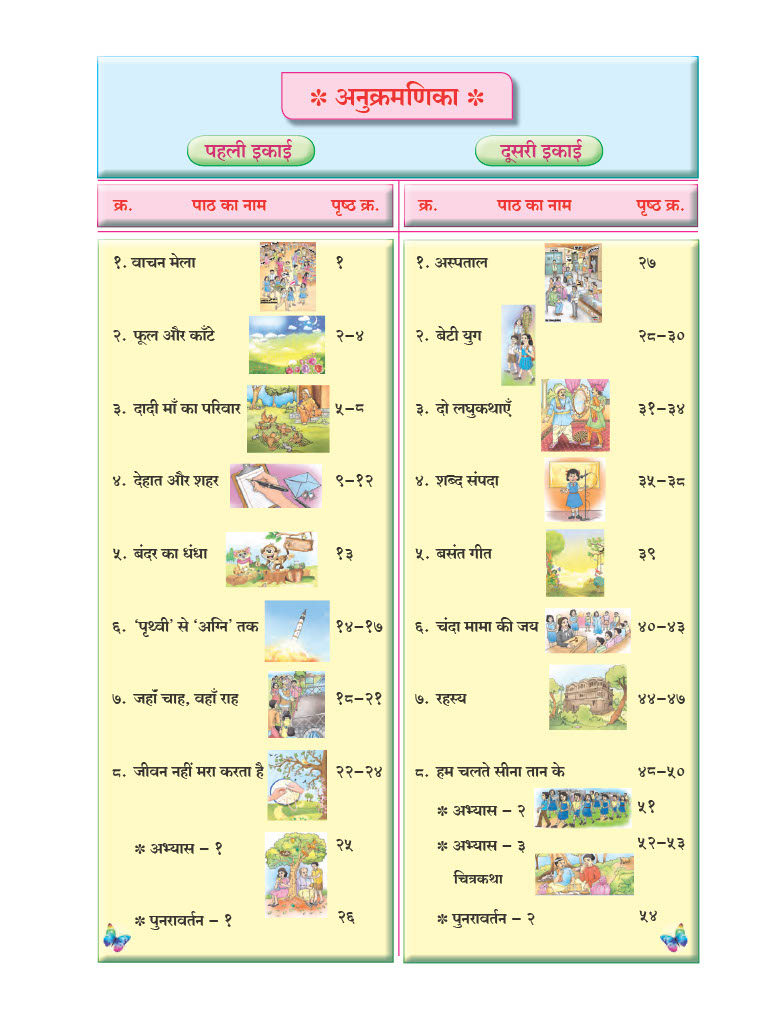 * अनुक्रमणिका *
पहली इकाई
क्र. पाठ का नाम पृष्ठ क्र.
१. वाचन मेला १
२. फूल और काँटे २–४
३. दादी माँ का परिवार ५–८
४. देहात और शहर ९–१२
५. बंदर का धंधा १३
६. ‘पृथ्वी’ से ‘अग्नि’ तक १४–१७
७. जहाँ चाह, वहाँ राह १८–२१
८. जीवन नहीं मरा करता है २२–२४
* अभ्यास – १ २५
* पुनरावर्तन – १ २६
दूसरी इकाई
क्र. पाठ का नाम पृष्ठ क्र.
१. अस्पताल २७
२. बेटी युग २८–३०
३. दो लघुकथाएँ ३१–३४
४. शब्द संपदा ३५–३८
५. बसंत गीत ३९
६. चंदा मामा की जय ४०–४३
७. रहस्य ४४–४७
८. हम चलते सीना तान के ४८–५०
* अभ्यास – २ ५१
* अभ्यास – ३ ५२–५३
चित्रकथा
* पुनरावर्तन – २ ५४